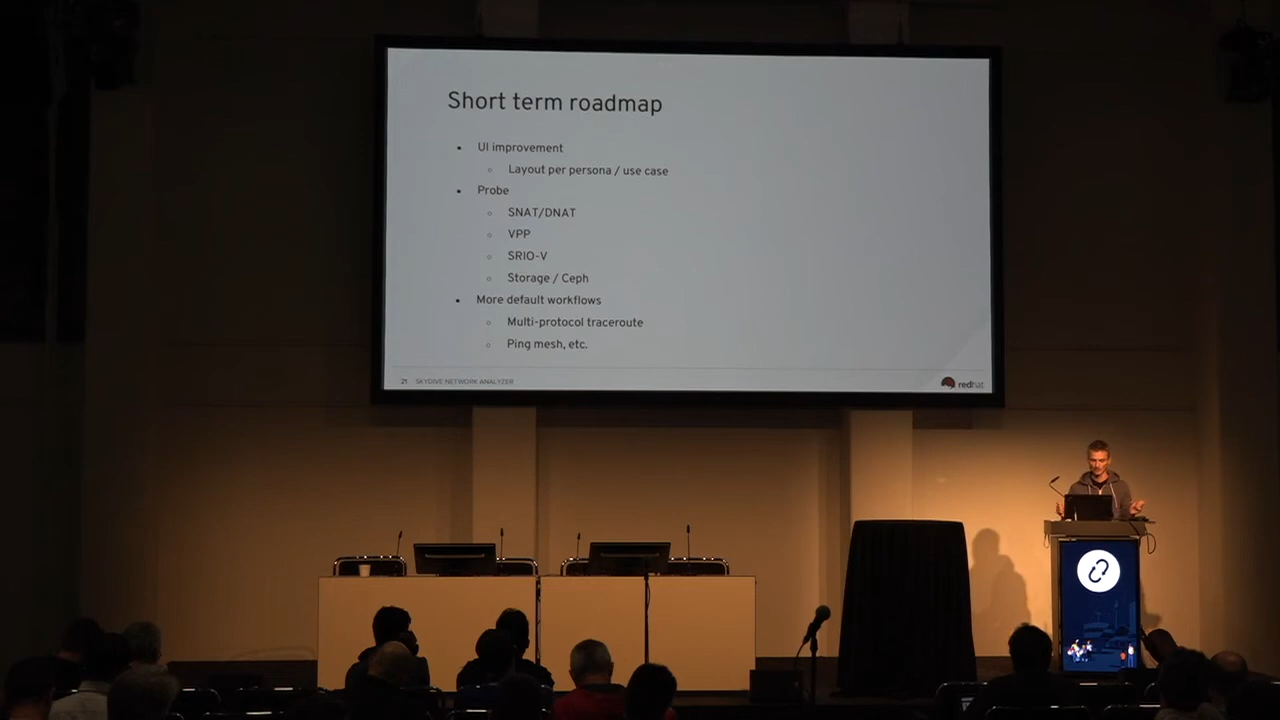 Short term roadmap
• UI improvement
○ Layout per persona / use case
• Probe
○ SNAT/DNAT
○ VPP
○ SRIO-V
○ Storage / Ceph
• More default workflows
○ Multi-protocol traceroute
○ Ping mesh, etc.
21 SKYDIVE NETWORK ANALYZER
redhat